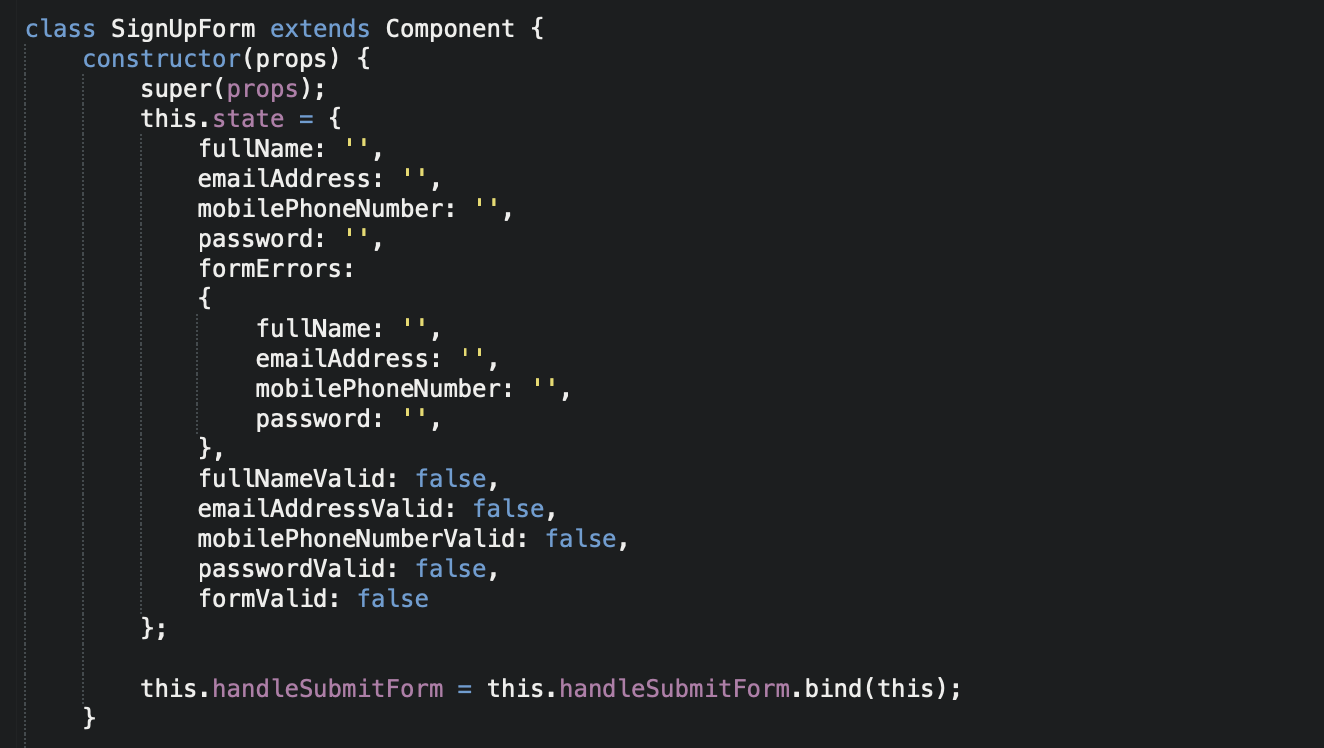 class SignUpForm extends Component {
    constructor(props) {
        super(props);
        this.state = {
            fullName: '',
            emailAddress: '',
            mobilePhoneNumber: '',
            password: '',
            formErrors:
            {
                fullName: '',
                emailAddress: '',
                mobilePhoneNumber: '',
                password: '',
            },
            fullNameValid: false,
            emailAddressValid: false,
            mobilePhoneNumberValid: false,
            passwordValid: false,
            formValid: false
        };

        this.handleSubmitForm = this.handleSubmitForm.bind(this);
    }